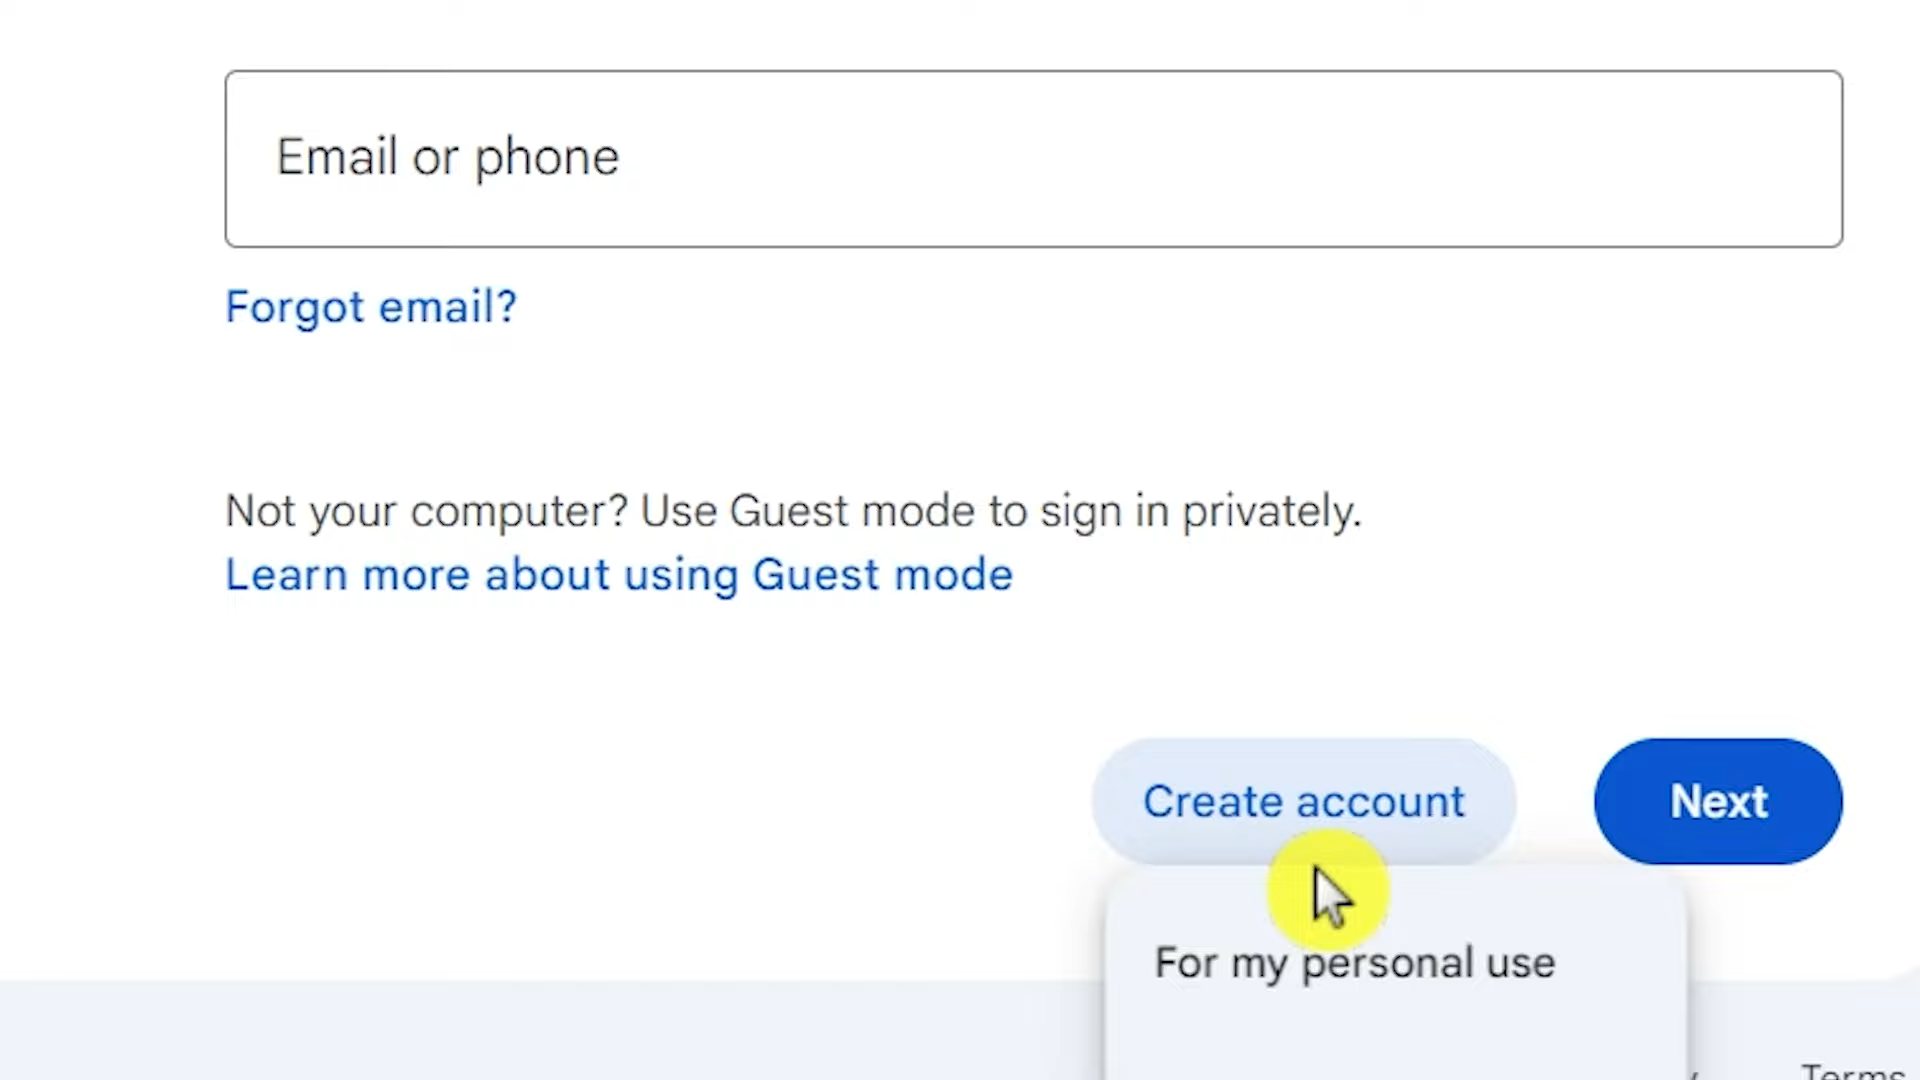 Email or phone
Forgot email?
Not your computer? Use Guest mode to sign in privately.
Learn more about using Guest mode
Create account
Next
For my personal use
Terms